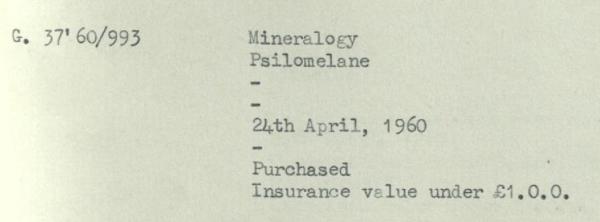 G. 37'60/993 Mineralogy
Psilomelane
-
-
24th April, 1960
-
Purchased
Insurance value under £1.0.0.